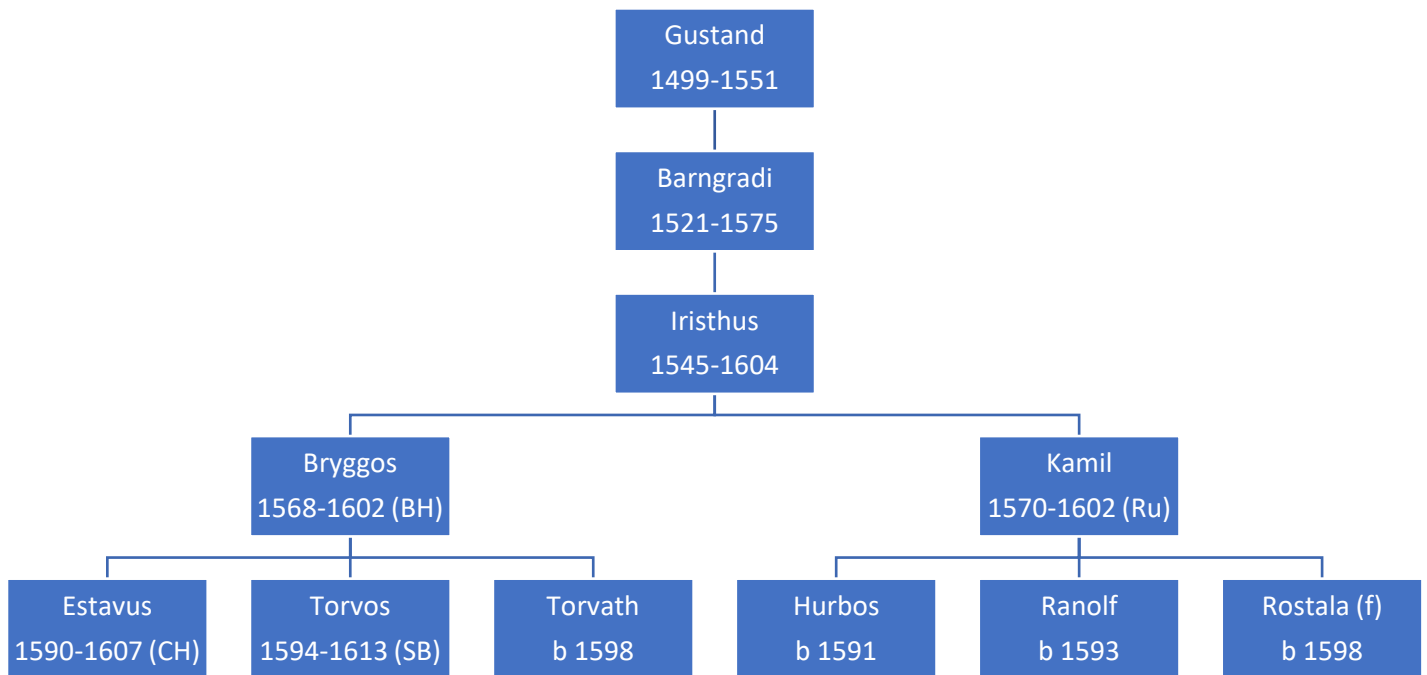 Gustand
1499-1551
Barngradi
1521-1575
Iristhus
1545-1604
Bryggos
1568-1602 (BH)
Kamil
1570-1602 (Ru)
Estavus
1590-1607 (CH)
Torvos
1594-1613 (SB)
Torvath
b 1598
Hurbos
b 1591
Ranolf
b 1593
Rostala (f)
b 1598